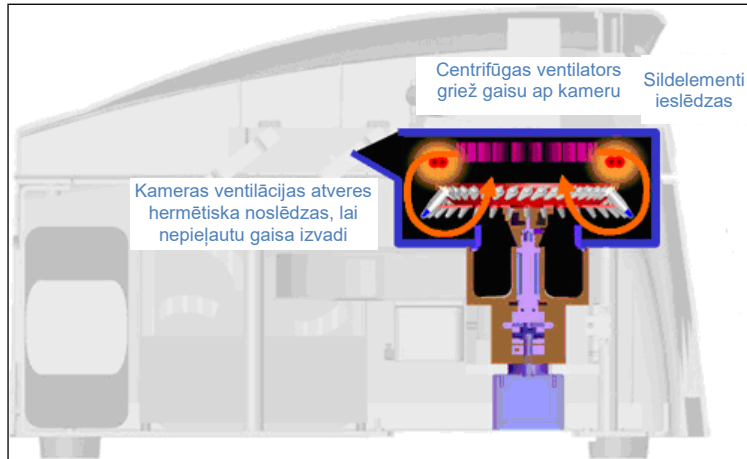 Centrifūgas ventilators
griež gaisu ap kameru
Sildelementi
ieslēdzas
Kameras ventilācijas atveres
hermētiska noslēdzas, lai
nepieļautu gaisa izvadi